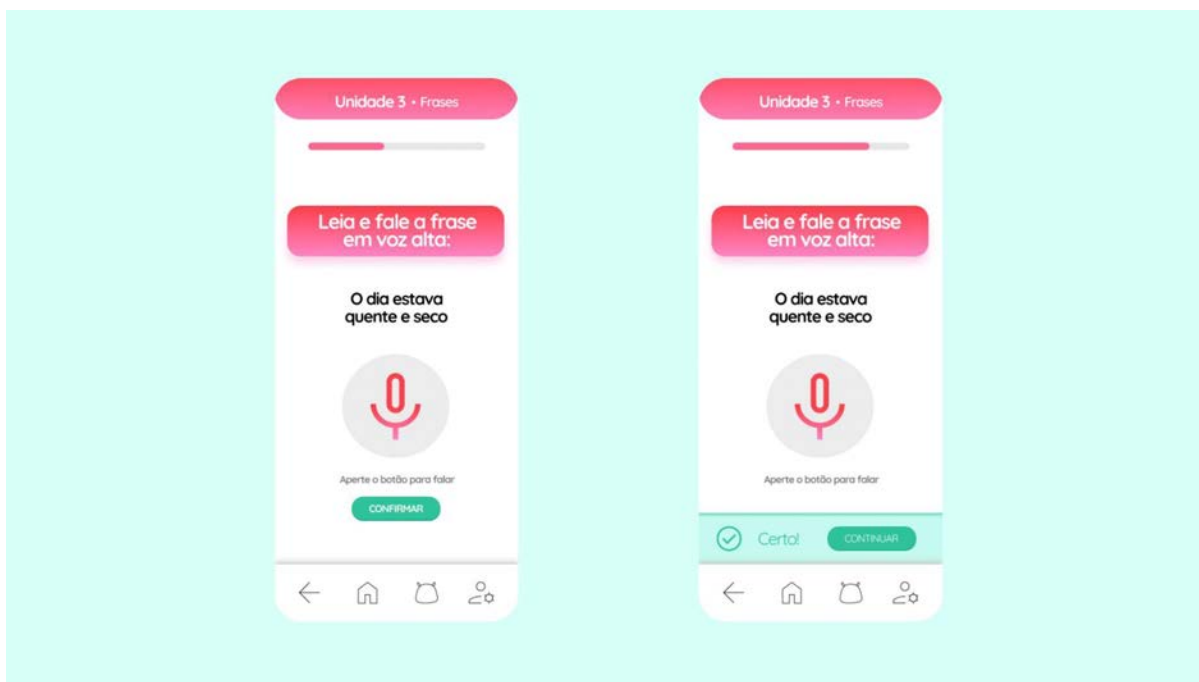 Unidade 3 • Frases
Leia e fale a frase
em voz alta:
O dia estava
quente e seco
Aperte o botão para falar
CONFIRMAR
Unidade 3 • Frases
Leia e fale a frase
em voz alta:
O dia estava
quente e seco
Aperte o botão para falar
Certo!
CONTINUAR